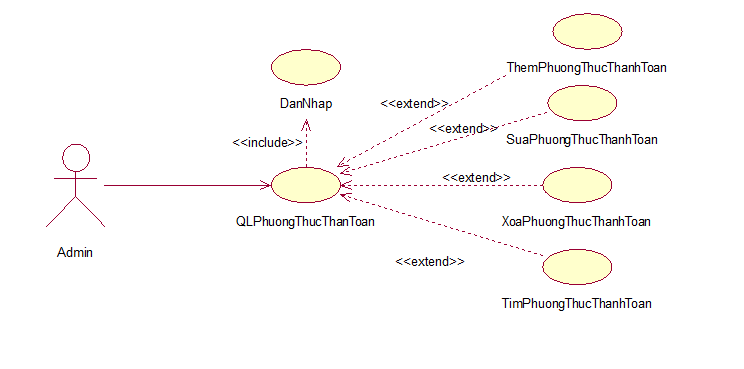 ThemPhuongThucThanhToan
DanNhap
<<extend>>
<<extend>>
<<include>>
SuaPhuongThucThanhToan
<<extend>>
QLPhuongThucThanToan
XoaPhuongThucThanhToan
Admin
<<extend>>
TimPhuongThucThanhToan